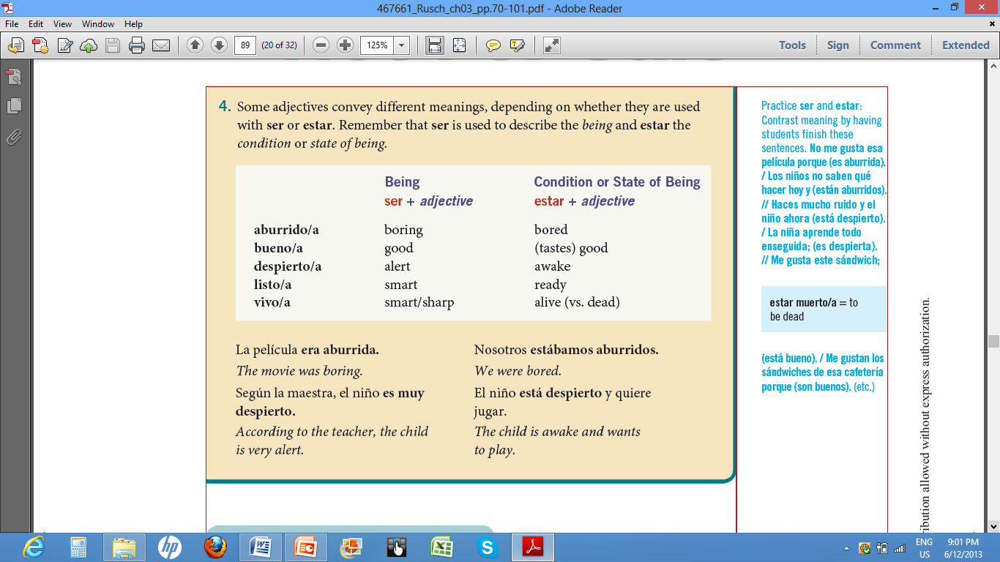 467661_Rusch_ch03_pp.70-101.pdf - Adobe Reader
File Edit View Window Help
89 (20 of 32) 125% Tools Sign Comment Extended
4. Some adjectives convey different meanings, depending on whether they are used
with ser or estar. Remember that ser is used to describe the being and estar the
condition or state of being.
Being Condition or State of Being
ser + adjective estar + adjective
aburrido/a boring bored
bueno/a good (tastes) good
despierto/a alert awake
listo/a smart ready
vivo/a smart/sharp alive (vs. dead)
La película era aburrida. Nosotros estábamos aburridos.
The movie was boring. We were bored.
Según la maestra, el niño es muy
despierto.
El niño está despierto y quiere
jugar.
According to the teacher, the child
is very alert.
The child is awake and wants
to play.
Practice ser and estar:
Contrast meaning by having
students finish these
sentences. No me gusta esa
película porque (es aburrida).
/ Los niños no saben qué
hacer hoy y (están aburridos).
// Haces mucho ruido y el
niño ahora (está despierto).
/ La niña aprende todo
enseguida; (es despierta).
// Me gusta este sándwich;
estar muerto/a = to
be dead
(está bueno). / Me gustan los
sándwiches de esa cafetería
porque (son buenos). (etc.)
ibution allowed without express authorization.
hp
ENG 9:01 PM
US 6/12/2013